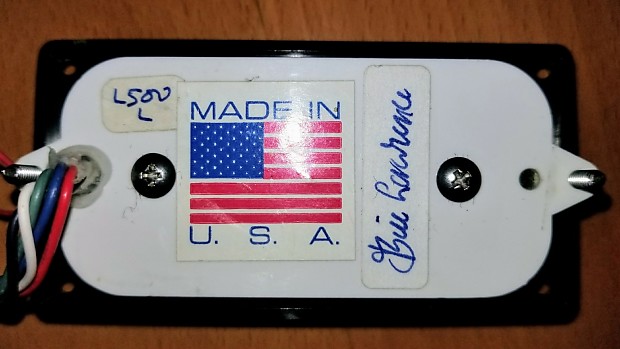 L500
L
MADE IN
U. S. A.
Bill Lawrence